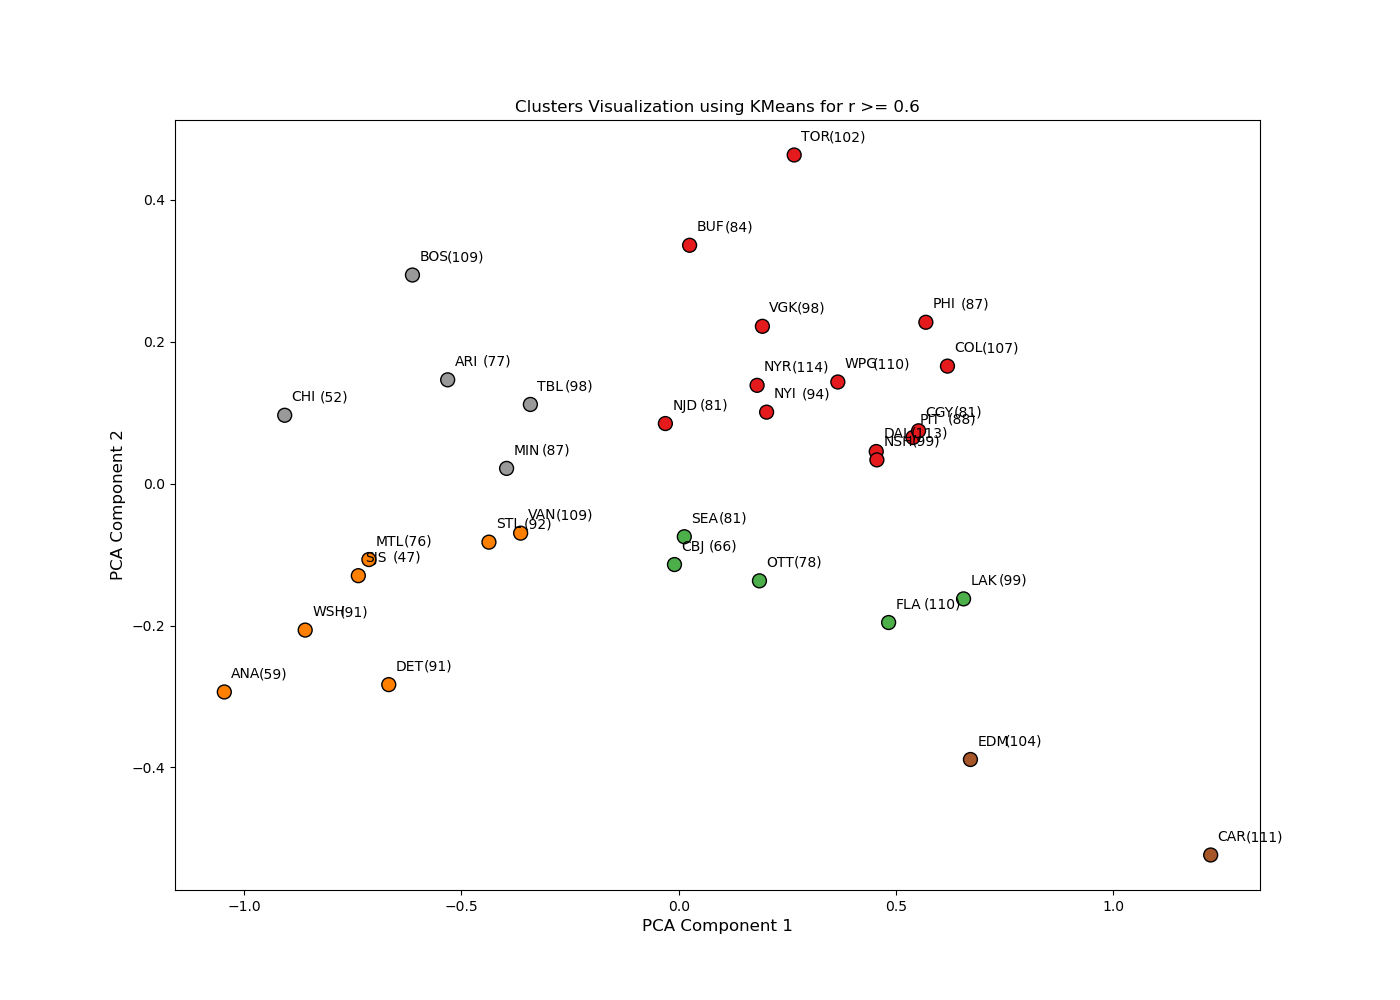 Clusters Visualization using KMeans for r >= 0.6
TOR(102)
0.4
BUF(84)
BOS(109)
PHI (87)
VGK(98)
0.2
COL(107)
ARI (77)
WPG(110)
NYR(114)
TBL(98)
NYI (94)
CHI (52)
NJD (81)
CGY(81)
PIT (88)
DAL(113)
NSH(99)
MIN (87)
0.0
VAN(109)
SEA(81)
STL(92)
MTL(76)
CBJ (66)
SJS (47)
OTT(78)
LAK(99)
FLA (110)
WSH(91)
−0.2
DET(91)
ANA(59)
EDM(104)
−0.4
CAR(111)
−1.0 −0.5 0.0 0.5 1.0
PCA Component 1
PCA Component 2